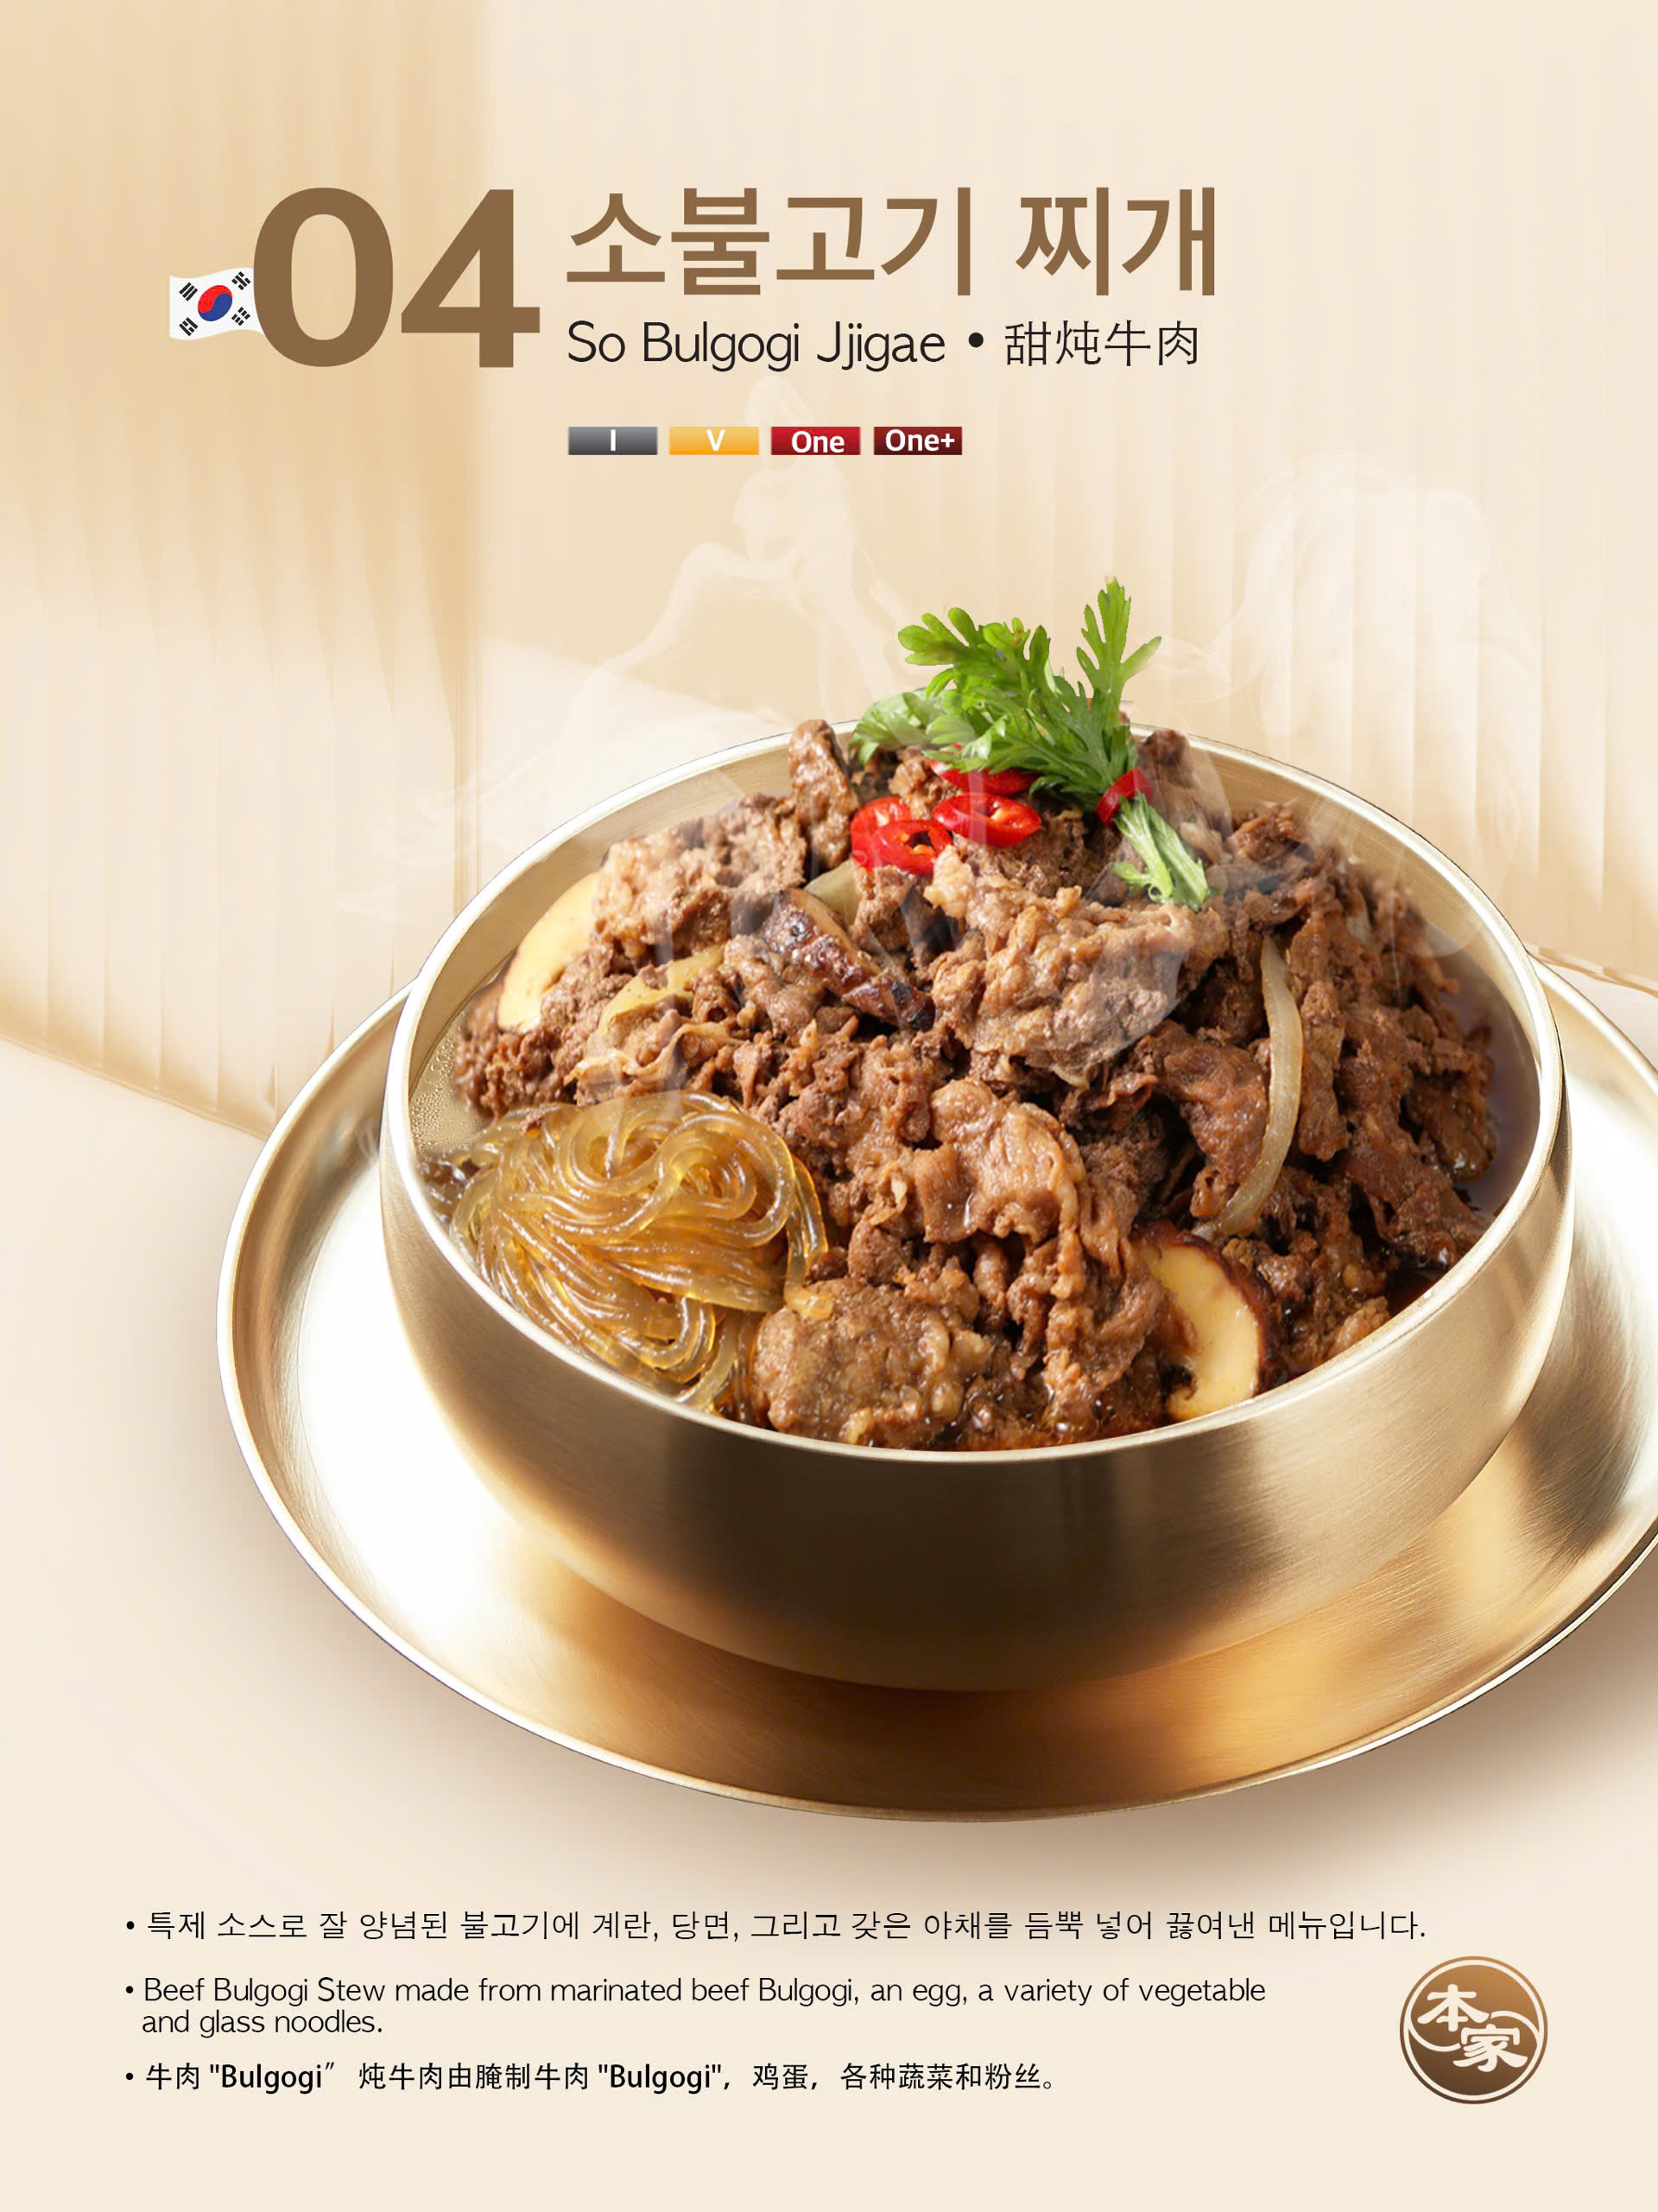 04 소불고기 찌개
So Bulgogi Jjigae • 甜炖牛肉
I V One One+
• 특제 소스로 잘 양념된 불고기에 계란, 당면, 그리고 갖은 야채를 듬뿍 넣어 끓여낸 메뉴입니다.
• Beef Bulgogi Stew made from marinated beef Bulgogi, an egg, a variety of vegetable
and glass noodles.
• 牛肉 "Bulgogi” 炖牛肉由腌制牛肉 "Bulgogi"，鸡蛋，各种蔬菜和粉丝。
本家